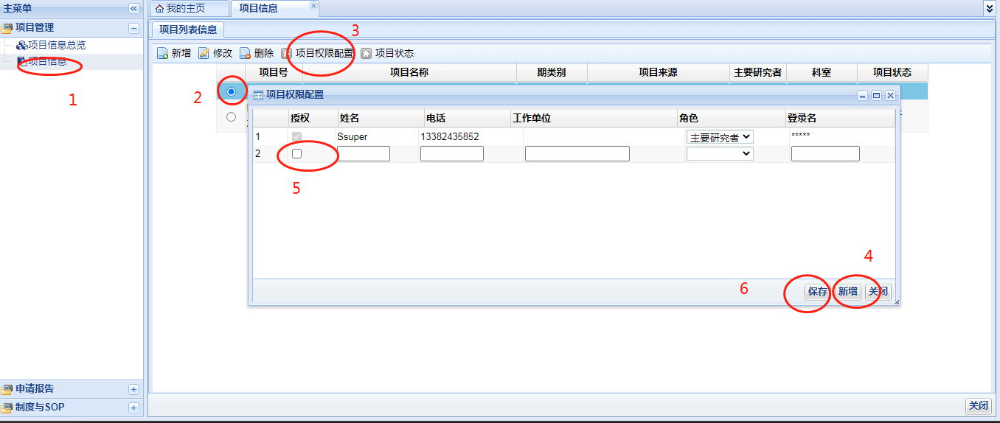 主菜单
我的主页
项目信息
项目管理
项目信息总览
项目信息
1
项目列表信息
3
新增 修改 删除 项目权限配置 项目状态
项目号 项目名称 期类别 项目来源 主要研究者 科室 项目状态
2
项目权限配置
授权 姓名 电话 工作单位 角色 登录名
1 Ssuper 13382435852 主要研究者 *****
2
5
4
6
保存 新增 关闭
申请报告
制度与SOP
关闭